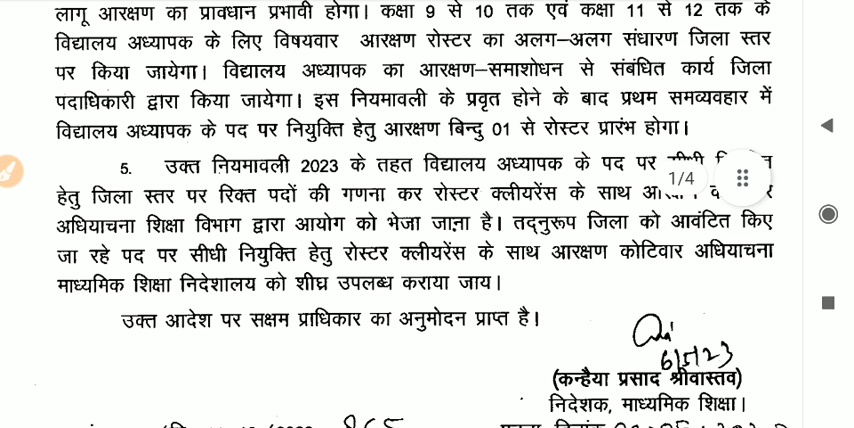 लागू आरक्षण का प्रावधान प्रभावी होगा। कक्षा 9 से 10 तक एवं कक्षा 11 से 12 तक के
विद्यालय अध्यापक के लिए विषयवार आरक्षण रोस्टर का अलग–अलग संधारण जिला स्तर
पर किया जायेगा। विद्यालय अध्यापक का आरक्षण–समाशोधन से संबंधित कार्य जिला
पदाधिकारी द्वारा किया जायेगा। इस नियमावली के प्रवृत होने के बाद प्रथम समव्यवहार में
विद्यालय अध्यापक के पद पर नियुक्ति हेतु आरक्षण बिन्दु 01 से रोस्टर प्रारंभ होगा।
5. उक्त नियमावली 2023 के तहत विद्यालय अध्यापक के पद पर
1/4
हेतु जिला स्तर पर रिक्त पदों की गणना कर रोस्टर क्लीयरेंस के साथ
अधियाचना शिक्षा विभाग द्वारा आयोग को भेजा जाना है। तद्नुरूप जिला को आवंटित किए
जा रहे पद पर सीधी नियुक्ति हेतु रोस्टर क्लीयरेंस के साथ आरक्षण कोटिवार अधियाचना
माध्यमिक शिक्षा निदेशालय को शीघ्र उपलब्ध कराया जाय।
उक्त आदेश पर सक्षम प्राधिकार का अनुमोदन प्राप्त है।
6/5/23
(कन्हैया प्रसाद श्रीवास्तव)
निदेशक, माध्यमिक शिक्षा।